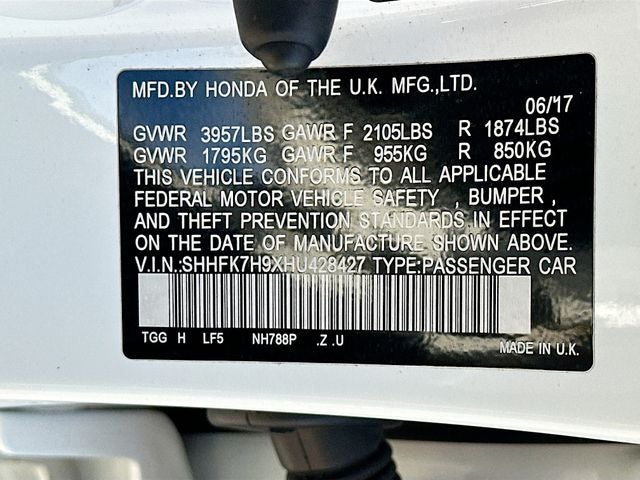 MFD.BY HONDA OF THE U.K. MFG.,LTD.
06/17
GVWR 3957LBS GAWR F 2105LBS R 1874LBS
GVWR 1795KG GAWR F 955KG R 850KG
THIS VEHICLE CONFORMS TO ALL APPLICABLE
FEDERAL MOTOR VEHICLE SAFETY , BUMPER ,
AND THEFT PREVENTION STANDARDS IN EFFECT
ON THE DATE OF MANUFACTURE SHOWN ABOVE.
V.I.N.:SHHFK7H9XHU428427 TYPE:PASSENGER CAR
TGG H LF5 NH788P .Z .U
MADE IN U.K.